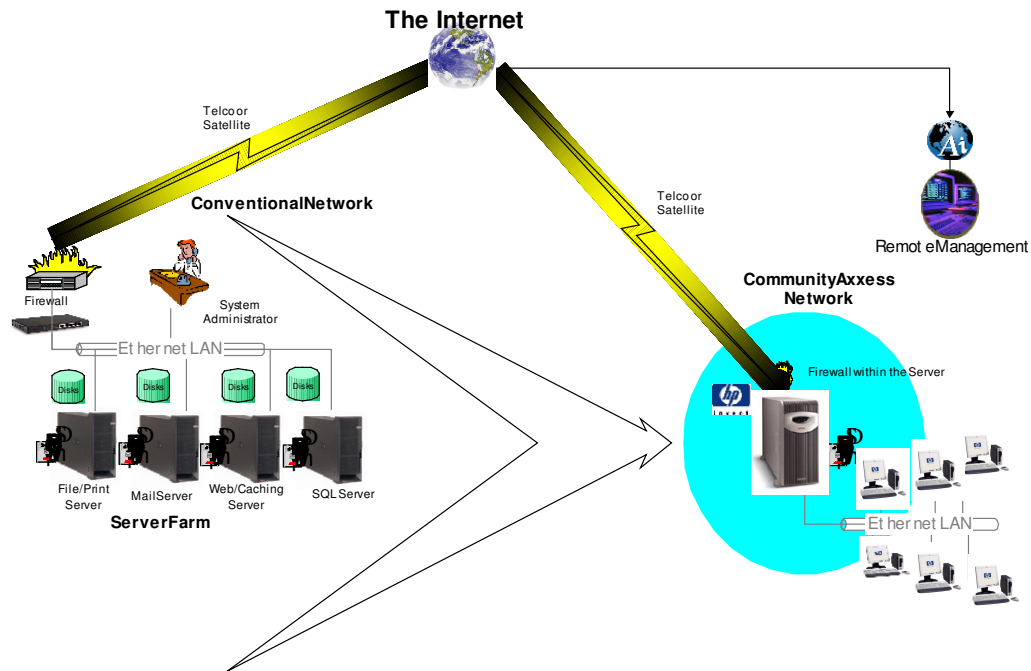 The Internet
Telcoor
Satellite
ConventionalNetwork
Telcoor
Satellite
Ai
Remot eManagement
Firewall
System
Administrator
CommunityAxxess
Network
Et her net LAN
Firewall within the Server
Disks
Disks
Disks
Disks
hp
i n v e n t
File/Print
Server
MailServer
Web/Caching
Server
SQLServer
ServerFarm
Et her net LAN